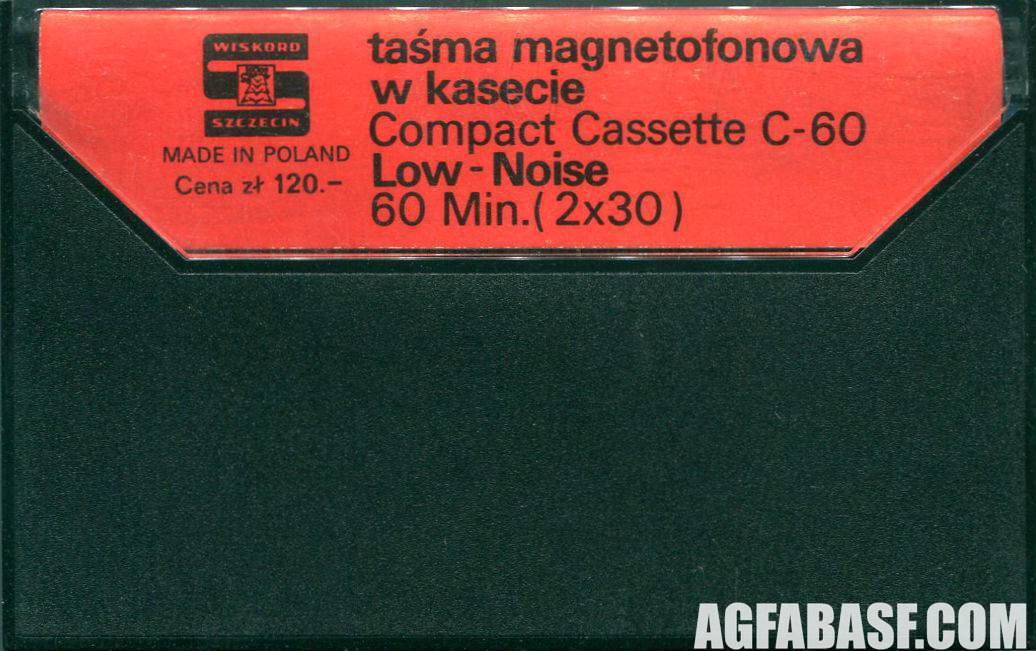 WISKORD
SZCZECIN
MADE IN POLAND
Cena zł 120.–
taśma magnetofonowa
w kasecie
Compact Cassette C-60
Low-Noise
60 Min.(2x30)
AGFABASF.COM